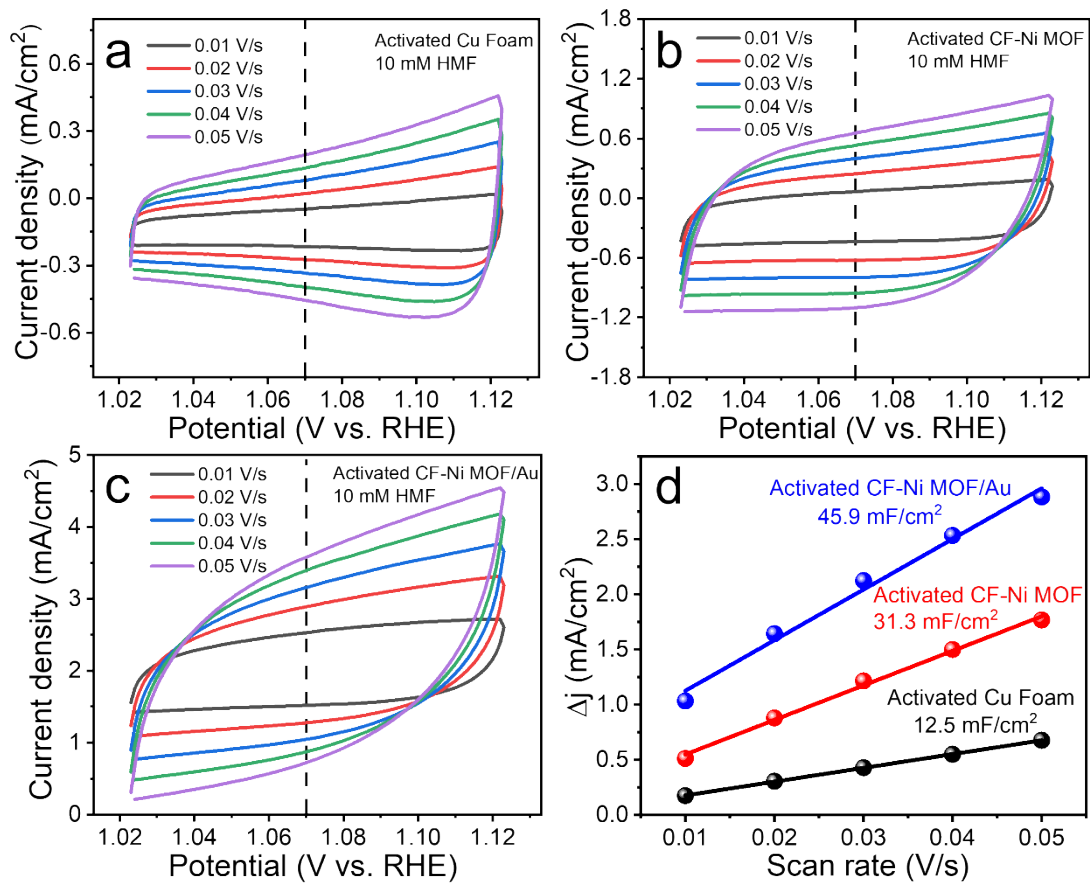 a
0.01 V/s
0.02 V/s
0.03 V/s
0.04 V/s
0.05 V/s
Activated Cu Foam
10 mM HMF
0.6
0.3
0.0
-0.3
-0.6
Current density (mA/cm²)
1.02 1.04 1.06 1.08 1.10 1.12
Potential (V vs. RHE)
b
0.01 V/s
0.02 V/s
0.03 V/s
0.04 V/s
0.05 V/s
Activated CF-Ni MOF
10 mM HMF
1.8
1.2
0.6
0.0
-0.6
-1.2
-1.8
Current density (mA/cm²)
1.02 1.04 1.06 1.08 1.10 1.12
Potential (V vs. RHE)
c
0.01 V/s
0.02 V/s
0.03 V/s
0.04 V/s
0.05 V/s
Activated CF-Ni MOF/Au
10 mM HMF
5
4
3
2
1
0
Current density (mA/cm²)
1.02 1.04 1.06 1.08 1.10 1.12
Potential (V vs. RHE)
d
Activated CF-Ni MOF/Au
45.9 mF/cm²
Activated CF-Ni MOF
31.3 mF/cm²
Activated Cu Foam
12.5 mF/cm²
3.0
2.5
2.0
1.5
1.0
0.5
0.0
Δj (mA/cm²)
0.01 0.02 0.03 0.04 0.05
Scan rate (V/s)